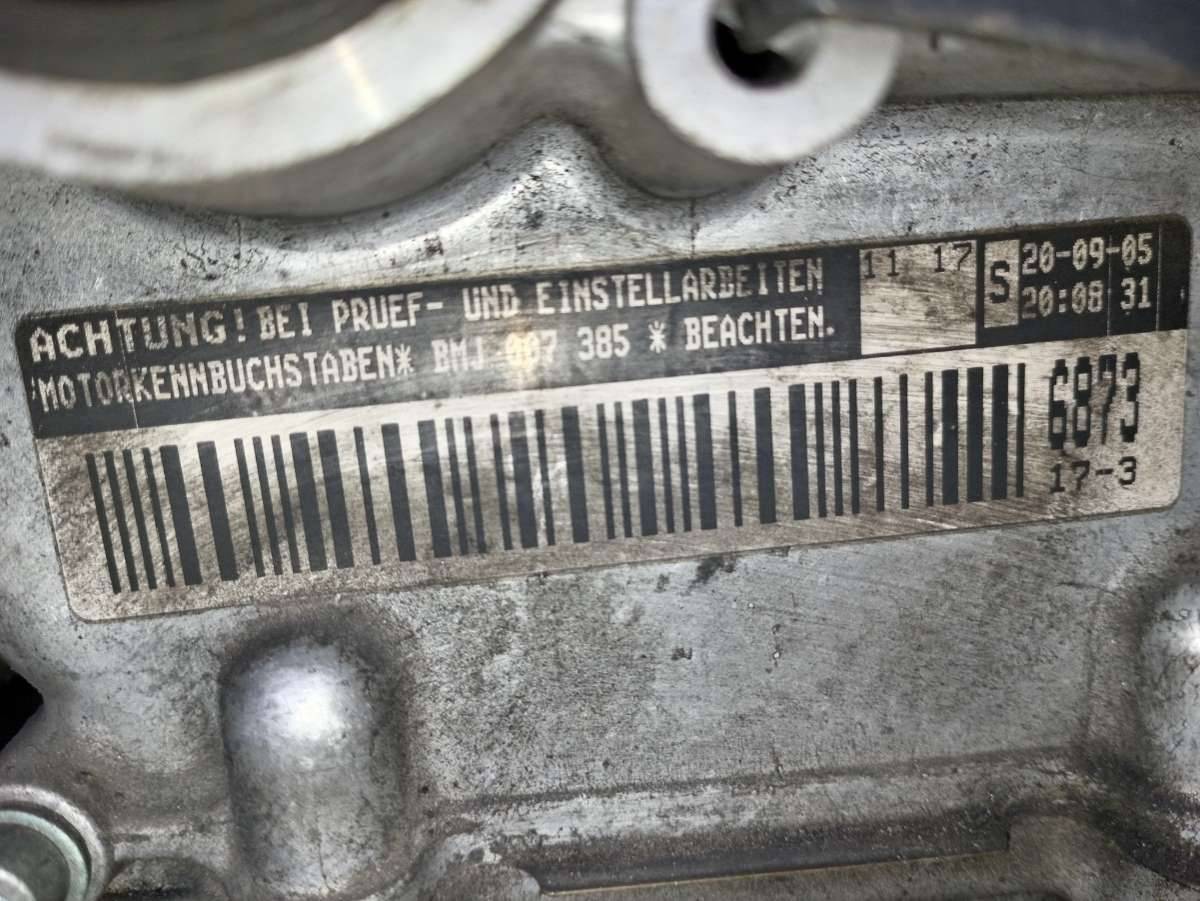 ACHTUNG! BEI PRUEF- UND EINSTELLARBEITEN
MOTORKENNBUCHSTABEN* BMJ 007 385 * BEACHTEN.
11 17
S
20-09-05
20:08 31
6873
17-3